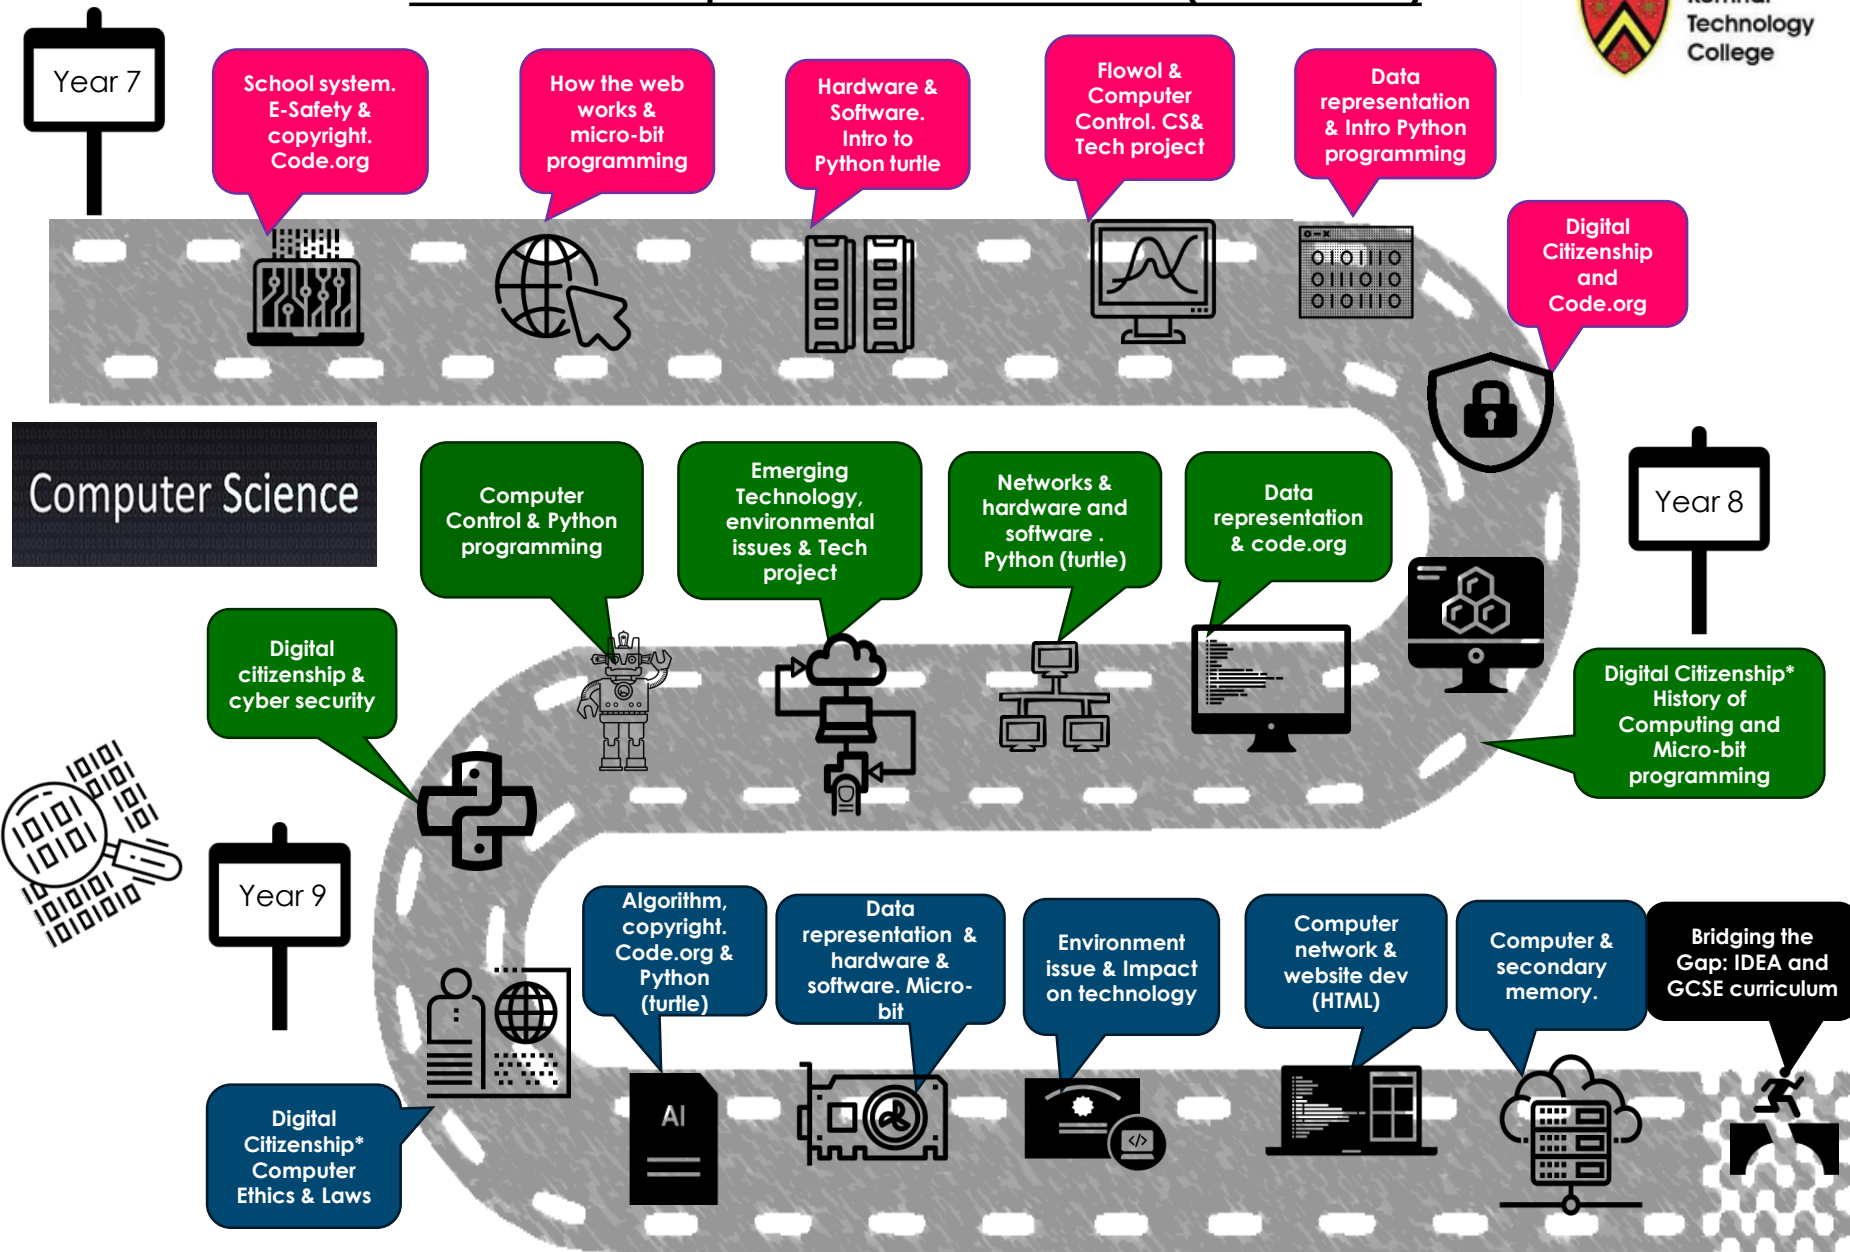 Technology
College
Year 7
School system.
E-Safety &
copyright.
Code.org
How the web
works &
micro-bit
programming
Hardware &
Software.
Intro to
Python turtle
Flowol &
Computer
Control. CS&
Tech project
Data
representation
& Intro Python
programming
Digital
Citizenship
and
Code.org
Computer Science
Year 8
Digital Citizenship*
History of
Computing and
Micro-bit
programming
Data
representation
& code.org
Networks &
hardware and
software .
Python (turtle)
Emerging
Technology,
environmental
issues & Tech
project
Computer
Control & Python
programming
Digital
citizenship &
cyber security
Year 9
Digital
Citizenship*
Computer
Ethics & Laws
Algorithm,
copyright.
Code.org &
Python
(turtle)
AI
Data
representation &
hardware &
software. Micro-
bit
Environment
issue & Impact
on technology
</>
Computer
network &
website dev
(HTML)
Computer &
secondary
memory.
Bridging the
Gap: IDEA and
GCSE curriculum
010110
011010
010110
10101
10101